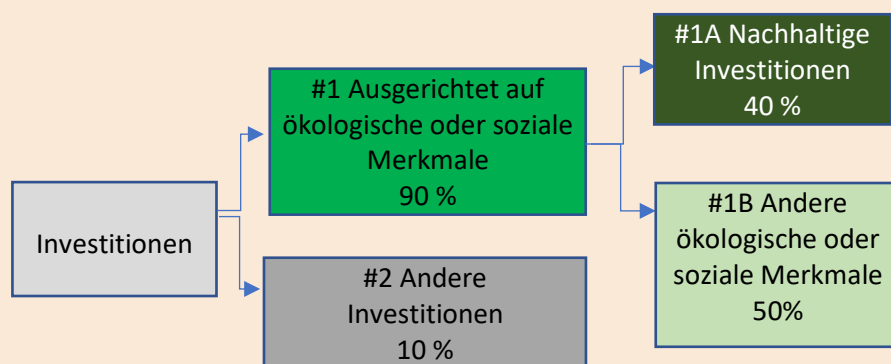 Investitionen
#1 Ausgerichtet auf
ökologische oder soziale
Merkmale
90 %
#2 Andere
Investitionen
10 %
#1A Nachhaltige
Investitionen
40 %
#1B Andere
ökologische oder
soziale Merkmale
50%